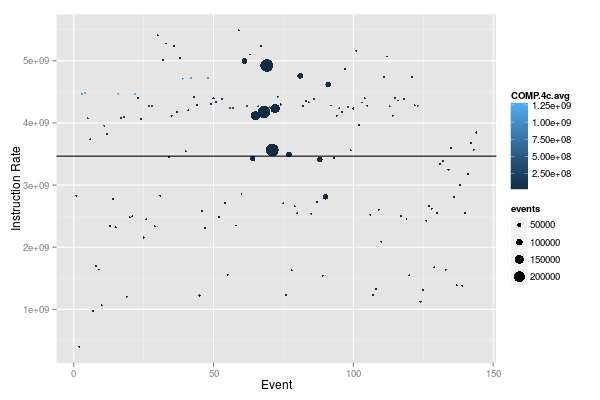 5e+09
4e+09
3e+09
2e+09
1e+09
Instruction Rate
0
50
100
150
Event
COMP.4c.avg
1.25e+09
1.00e+09
7.50e+08
5.00e+08
2.50e+08
events
50000
100000
150000
200000